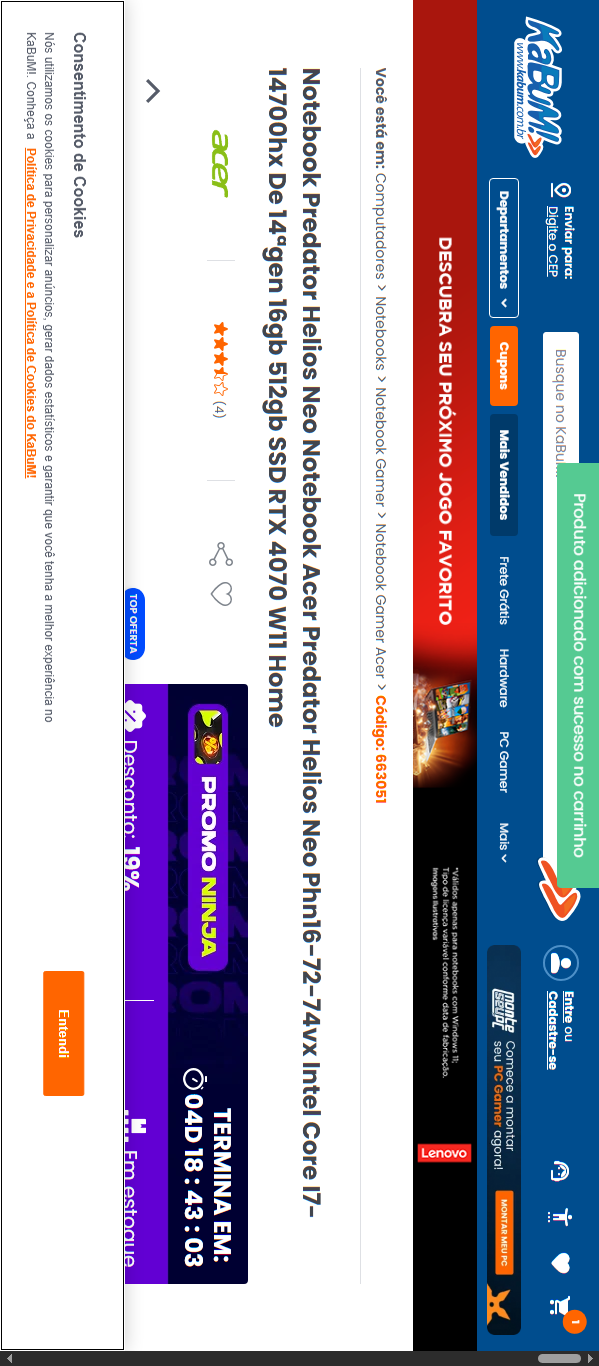 KaBuM!
www.kabum.com.br
Enviar para:
Digite o CEP
Busque no KaBu...
Produto adicionado com sucesso no carrinho
Entre ou
Cadastre-se
1
Departamentos
Cupons
Mais Vendidos
Frete Grátis
Hardware
PC Gamer
Mais
monte seu pc
Comece a montar
seu PC Gamer agora!
MONTAR MEU PC
DESCUBRA SEU PRÓXIMO JOGO FAVORITO
*Válidos apenas para notebooks com Windows 11;
Tipo de licença variável conforme data de fabricação.
Imagens ilustrativas
Lenovo
Você está em: Computadores > Notebooks > Notebook Gamer > Notebook Gamer Acer > Código: 663051
Notebook Predator Helios Neo Notebook Acer Predator Helios Neo Phn16-72-74vx Intel Core I7-
14700hx De 14ªgen 16gb 512gb SSD RTX 4070 W11 Home
acer
(4)
PROMO NINJA
TERMINA EM:
04D 18 : 43 : 03
TOP OFERTA
Desconto: 19%
Em estoque
Consentimento de Cookies
Nós utilizamos os cookies para personalizar anúncios, gerar dados estatísticos e garantir que você tenha a melhor experiência no
KaBuM!. Conheça a Política de Privacidade e a Política de Cookies do KaBuM!
Entendi